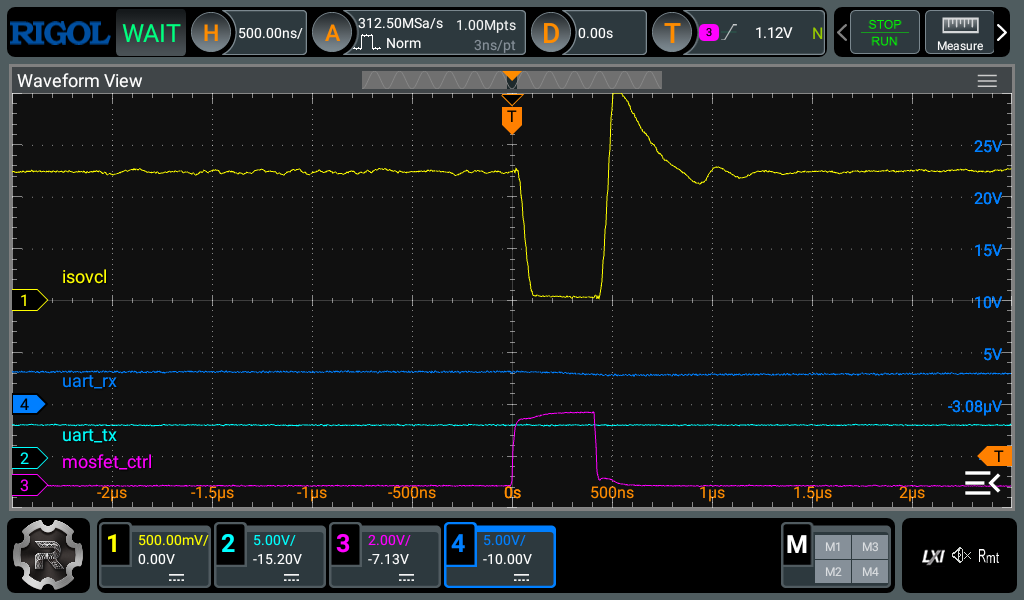 RIGOL WAIT H 500.00ns/ A 312.50MSa/s 1.00Mpts Norm 3ns/pt D 0.00s T 3 1.12V N STOP RUN Measure
Waveform View
T
25V
20V
15V
isovcl
1 10V
5V
uart_rx
4 -3.08µV
uart_tx
2 T
mosfet_ctrl
3 -2µs -1.5µs -1µs -500ns 0s 500ns 1µs 1.5µs 2µs
1 500.00mV/ 2 5.00V/ 3 2.00V/ 4 5.00V/ M M1 M3 LXI Rmt
0.00V -15.20V -7.13V -10.00V M2 M4
R